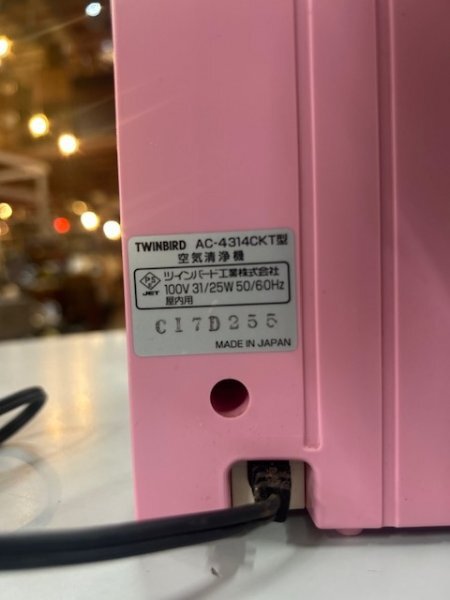 TWINBIRD AC-4314CKT型
空気清浄機
PS E JET ツインバード工業株式会社
100V 31/25W 50/60Hz
屋内用
C17D255
MADE IN JAPAN